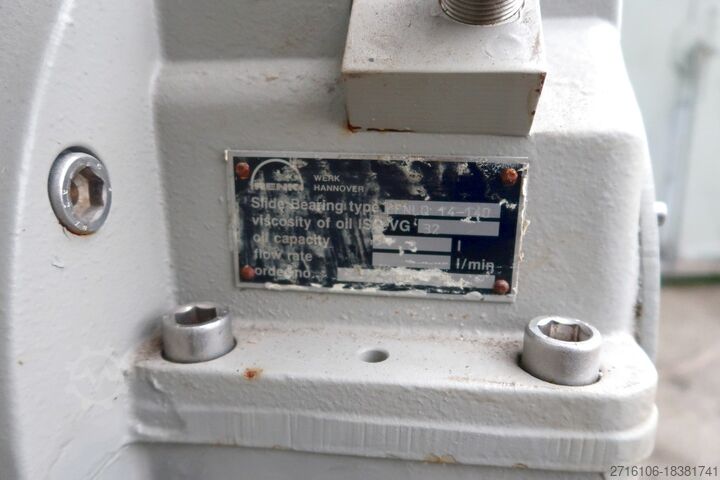 RENK
WERK
HANNOVER
Slide Bearing type
viscosity of oil ISO VG 32
oil capacity l
flow rate l/min
order no.
2716106-18381741